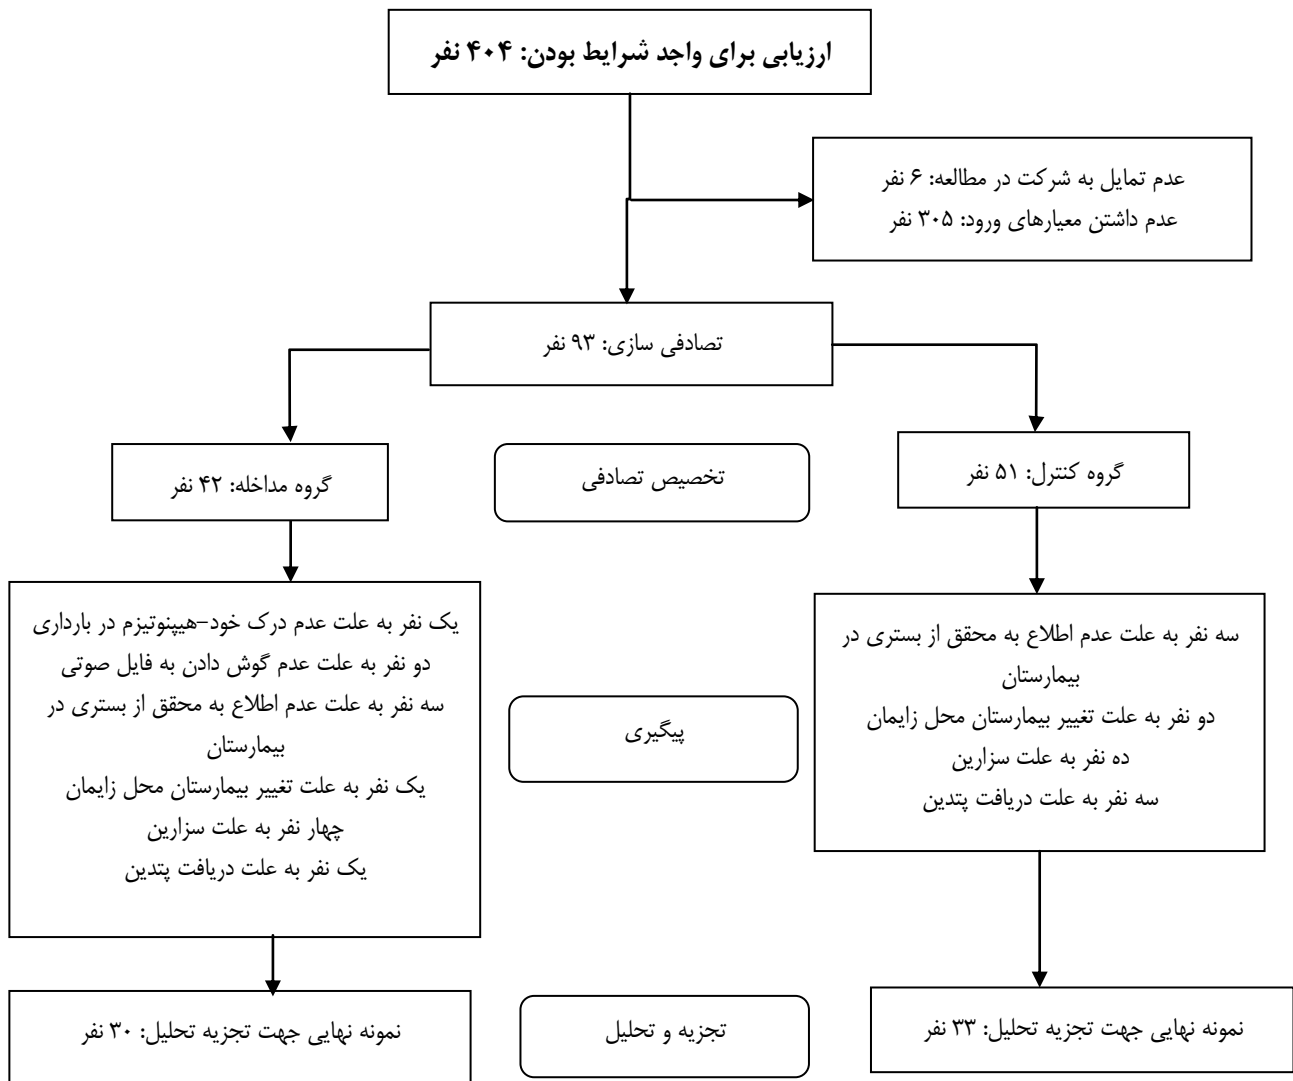 ارزیابی برای واجد شرایط بودن: ۴۰۴ نفر
عدم تمایل به شرکت در مطالعه: ۶ نفر
عدم داشتن معیارهای ورود: ۳۰۵ نفر
تصادفی سازی: ۹۳ نفر
گروه کنترل: ۵۱ نفر
تخصیص تصادفی
گروه مداخله: ۴۲ نفر
سه نفر به علت عدم اطلاع به محقق از بستری در
بیمارستان
دو نفر به علت تغییر بیمارستان محل زایمان
ده نفر به علت سزارین
سه نفر به علت دریافت پتدین
پیگیری
یک نفر به علت عدم درک خود-هیپنوتیزم در بارداری
دو نفر به علت عدم گوش دادن به فایل صوتی
سه نفر به علت عدم اطلاع به محقق از بستری در
بیمارستان
یک نفر به علت تغییر بیمارستان محل زایمان
چهار نفر به علت سزارین
یک نفر به علت دریافت پتدین
نمونه نهایی جهت تجزیه تحلیل: ۳۳ نفر
تجزیه و تحلیل
نمونه نهایی جهت تجزیه تحلیل: ۳۰ نفر